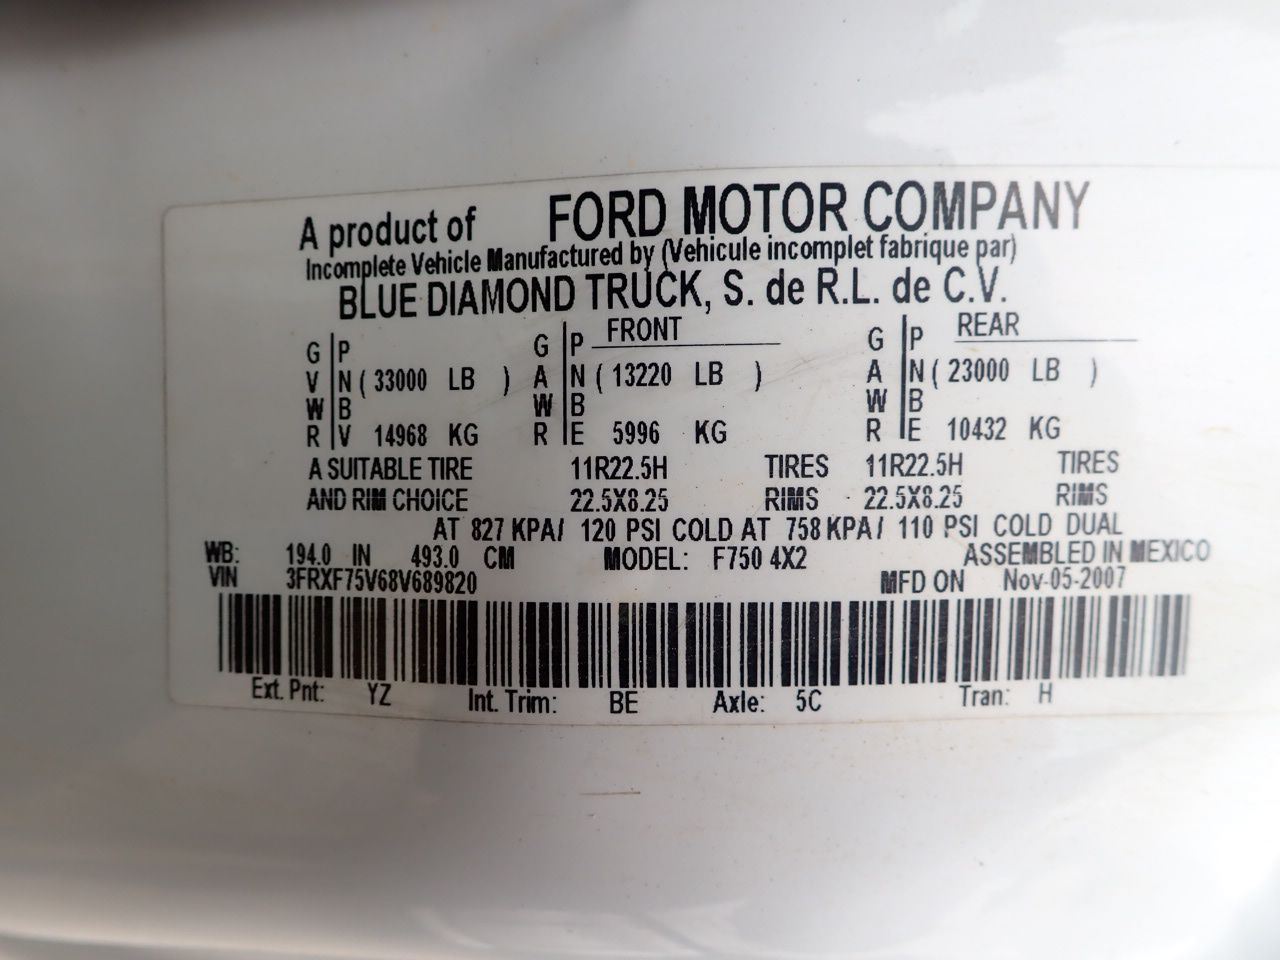 A product of FORD MOTOR COMPANY
Incomplete Vehicle Manufactured by (Vehicule incomplet fabrique par)
BLUE DIAMOND TRUCK, S. de R.L. de C.V.
G P G P FRONT G P REAR
V N ( 33000 LB ) A N ( 13220 LB ) A N ( 23000 LB )
W B W B W B
R V 14968 KG R E 5996 KG R E 10432 KG
A SUITABLE TIRE 11R22.5H TIRES 11R22.5H TIRES
AND RIM CHOICE 22.5X8.25 RIMS 22.5X8.25 RIMS
AT 827 KPA/ 120 PSI COLD AT 758 KPA/ 110 PSI COLD DUAL
WB: 194.0 IN 493.0 CM MODEL: F750 4X2 ASSEMBLED IN MEXICO
VIN 3FRXF75V68V689820 MFD ON Nov-05-2007
Ext. Pnt: YZ Int. Trim: BE Axle: 5C Tran: H